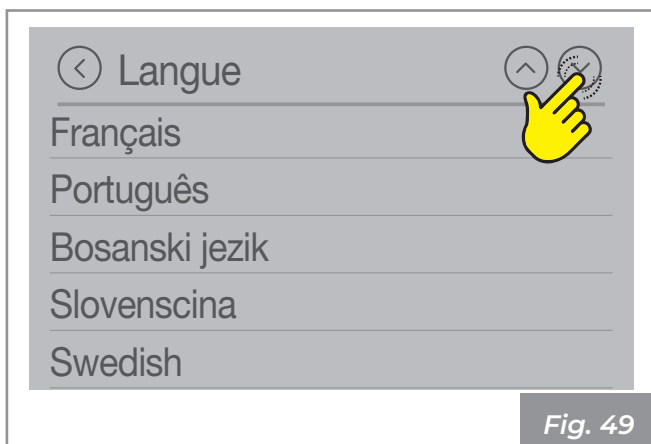 Langue
Français
Português
Bosanski jezik
Slovenscina
Swedish
Fig. 49